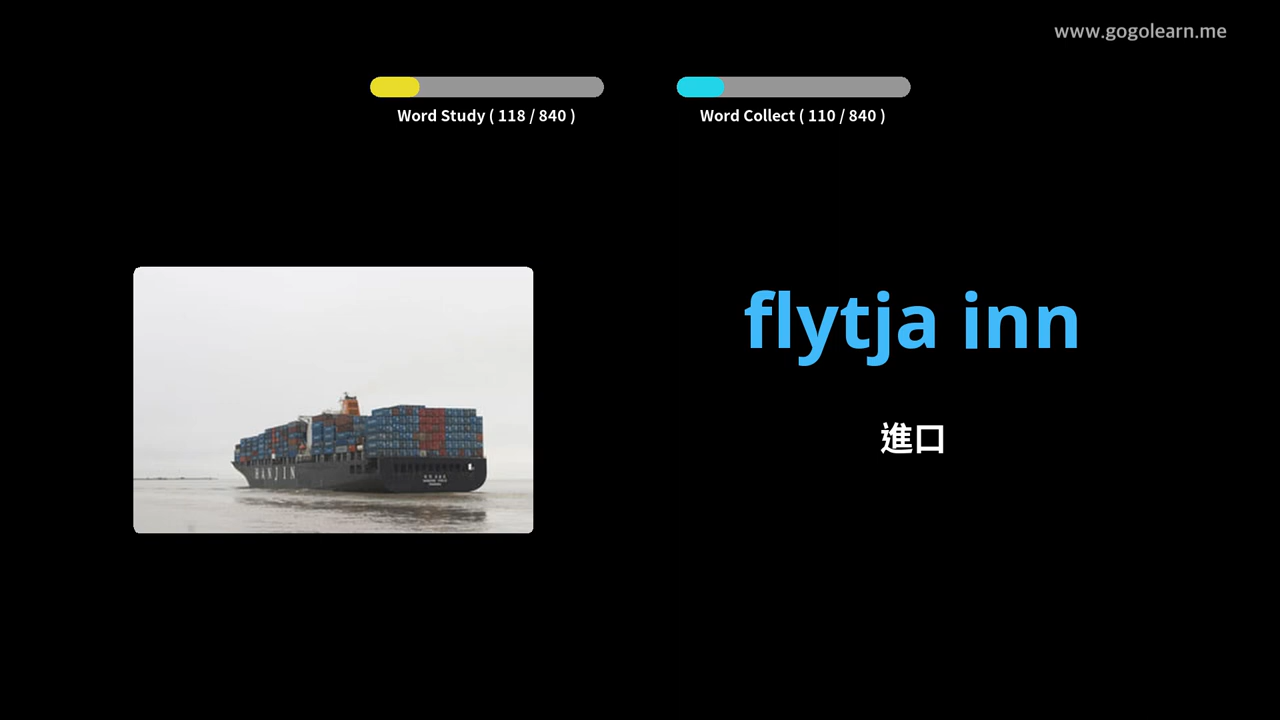 www.gogolearn.me
Word Study ( 118 / 840 )
Word Collect ( 110 / 840 )
flytja inn
進口
HANJIN